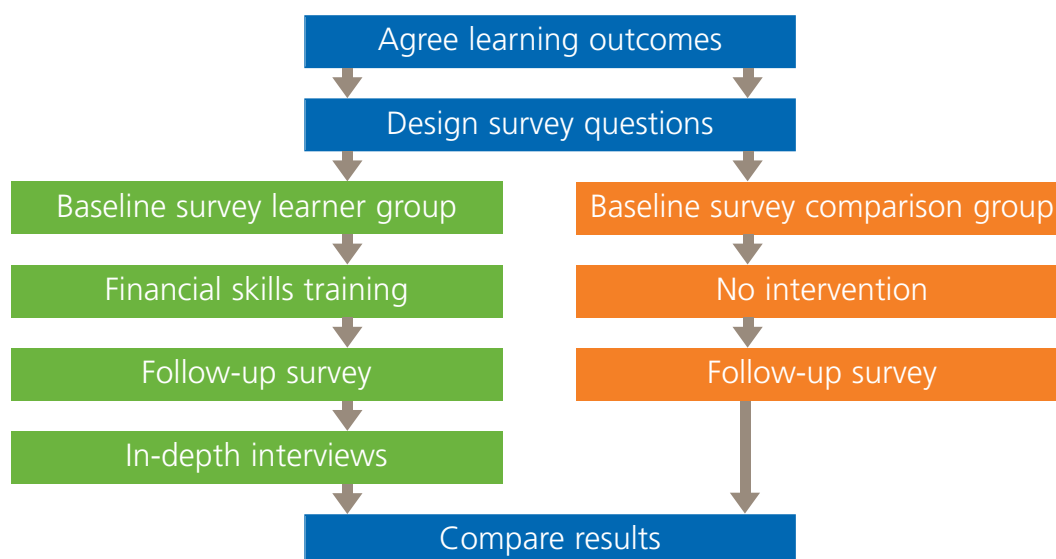 Agree learning outcomes
Design survey questions
Baseline survey learner group
Baseline survey comparison group
Financial skills training
No intervention
Follow-up survey
Follow-up survey
In-depth interviews
Compare results